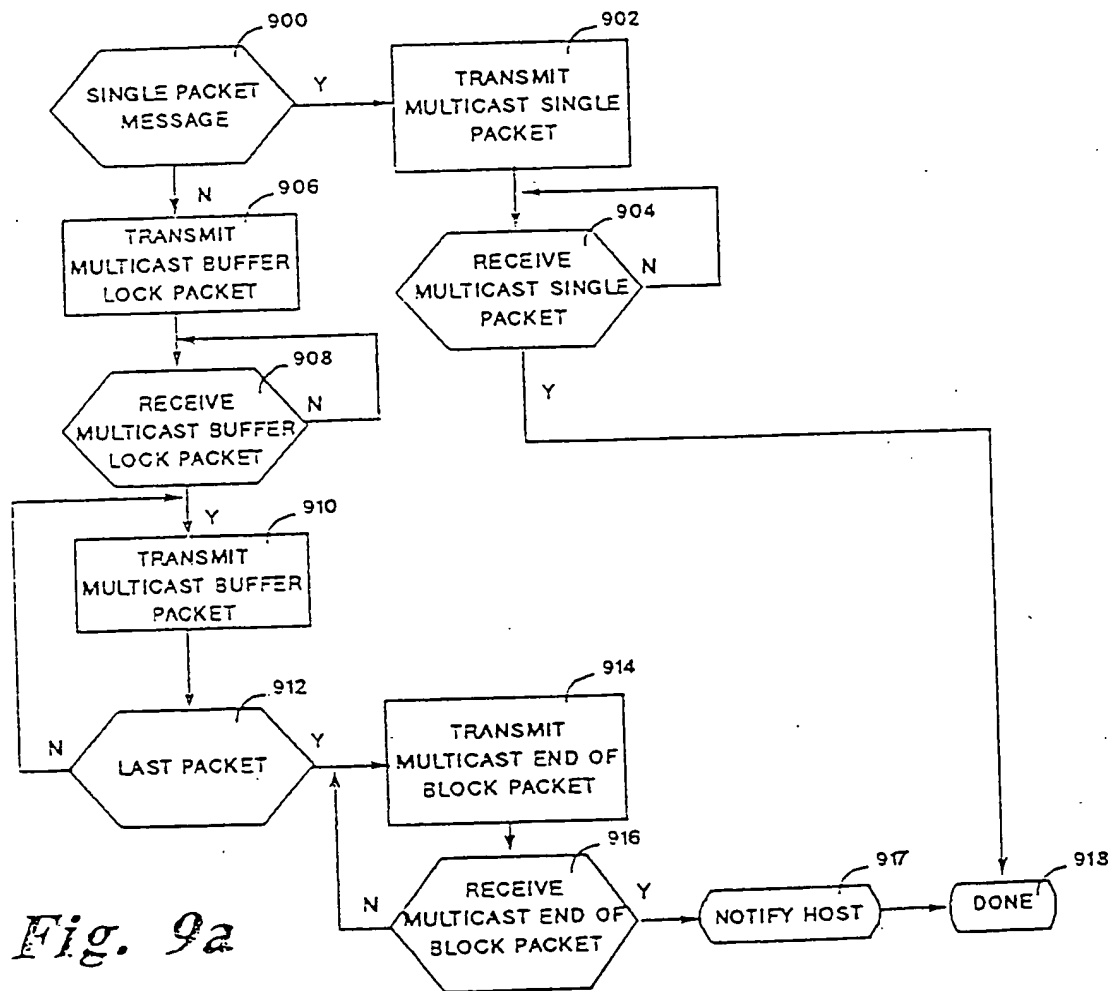 900
SINGLE PACKET
MESSAGE
Y
902
TRANSMIT
MULTICAST SINGLE
PACKET
N
904
RECEIVE
MULTICAST SINGLE
PACKET
N
Y
906
TRANSMIT
MULTICAST BUFFER
LOCK PACKET
908
RECEIVE
MULTICAST BUFFER
LOCK PACKET
N
Y
910
TRANSMIT
MULTICAST BUFFER
PACKET
912
N
LAST PACKET
Y
914
TRANSMIT
MULTICAST END OF
BLOCK PACKET
916
N
RECEIVE
MULTICAST END OF
BLOCK PACKET
Y
917
NOTIFY HOST
918
DONE
Fig. 9a